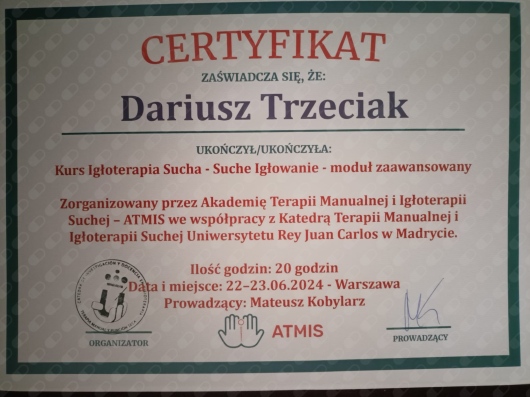 CERTYFIKAT
ZAŚWIADCZA SIĘ, ŻE:
Dariusz Trzeciak
UKOŃCZYŁ/UKOŃCZYŁA:
Kurs Igłoterapia Sucha - Suche Igłowanie - moduł zaawansowany
Zorganizowany przez Akademię Terapii Manualnej i Igłoterapii
Suchej – ATMIS we współpracy z Katedrą Terapii Manualnej i
Igłoterapii Suchej Uniwersytetu Rey Juan Carlos w Madrycie.
Ilość godzin: 20 godzin
Data i miejsce: 22–23.06.2024 - Warszawa
Prowadzący: Mateusz Kobylarz
ORGANIZATOR
ATMIS
PROWADZĄCY